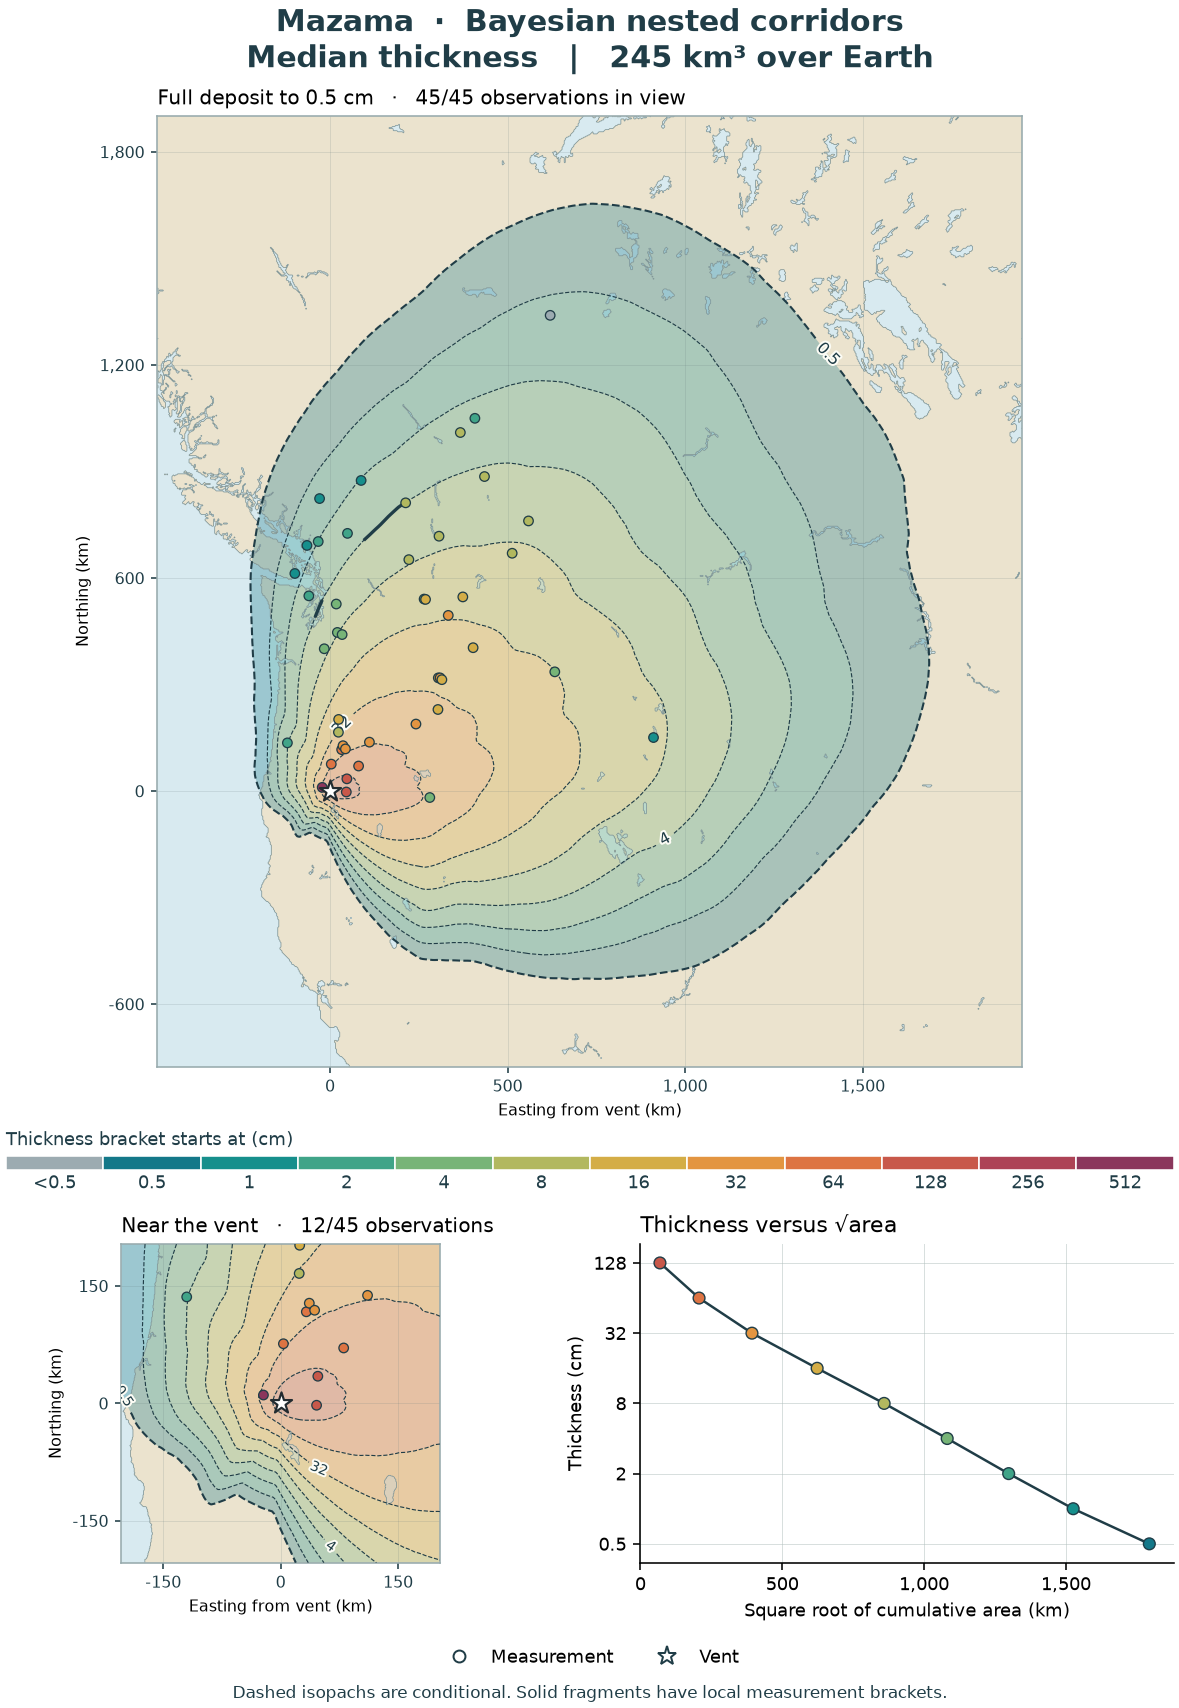 Mazama · Bayesian nested corridors
Median thickness | 245 km³ over Earth
Full deposit to 0.5 cm · 45/45 observations in view
1,800
1,200
600
0
-600
Northing (km)
0.5
4
0
500
1,000
1,500
Easting from vent (km)
Thickness bracket starts at (cm)
<0.5
0.5
1
2
4
8
16
32
64
128
256
512
Near the vent · 12/45 observations
150
0
-150
Northing (km)
0.5
32
4
-150
0
150
Easting from vent (km)
Thickness versus √area
128
32
8
2
0.5
Thickness (cm)
0
500
1,000
1,500
Square root of cumulative area (km)
Measurement
Vent
Dashed isopachs are conditional. Solid fragments have local measurement brackets.